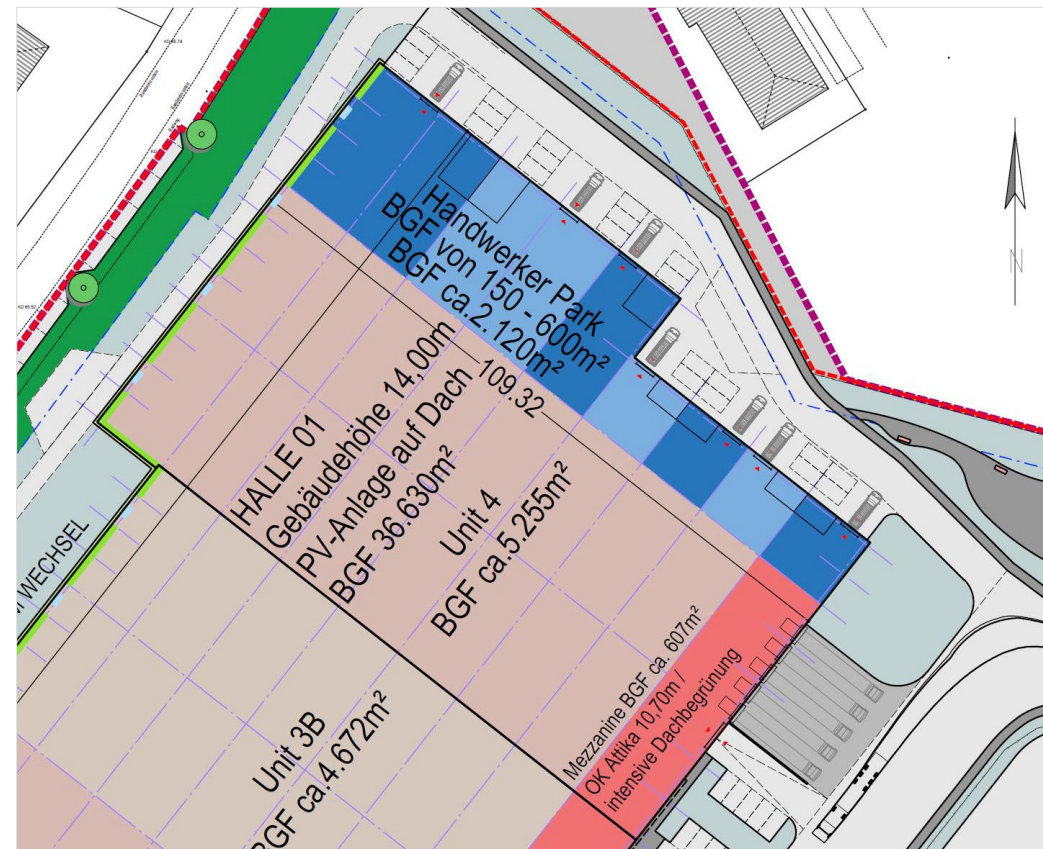 Handwerker Park
BGF von 150 - 600m²
BGF ca.2.120m²
109.32
HALLE 01
Gebäudehöhe 14,00m
PV-Anlage auf Dach
BGF 36.630m²
Unit 4
BGF ca.5.255m²
WECHSEL
Mezzanine BGF ca. 607m²
OK Attika 10,70m /
intensive Dachbegrünung
Unit 3B
BGF ca.4.672m²
N